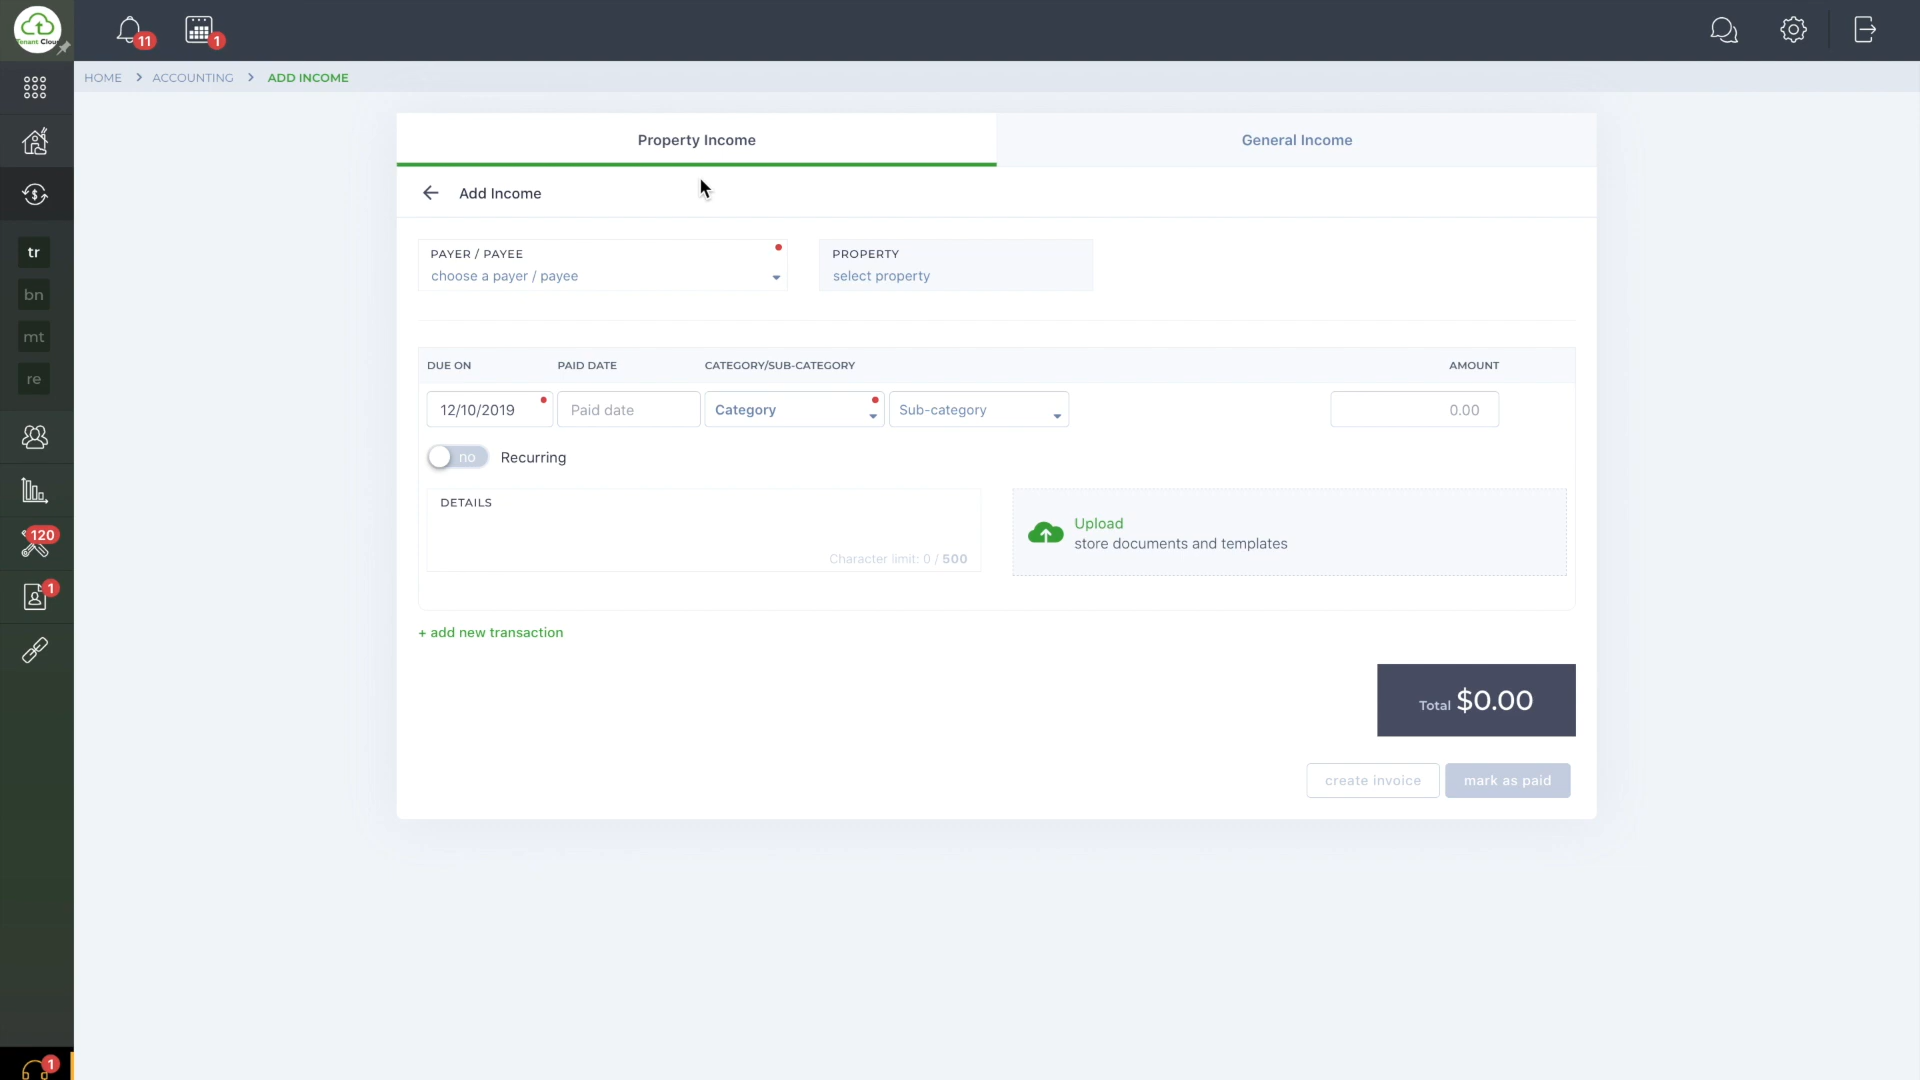 Tenant Cloud
11
1
HOME > ACCOUNTING > ADD INCOME
Property Income
General Income
Add Income
PAYER / PAYEE
choose a payer / payee
PROPERTY
select property
tr
bn
mt
re
DUE ON PAID DATE CATEGORY/SUB-CATEGORY AMOUNT
12/10/2019 Paid date Category Sub-category 0.00
no Recurring
DETAILS
Character limit: 0 / 500
Upload
store documents and templates
120
1
+ add new transaction
Total $0.00
create invoice mark as paid
1